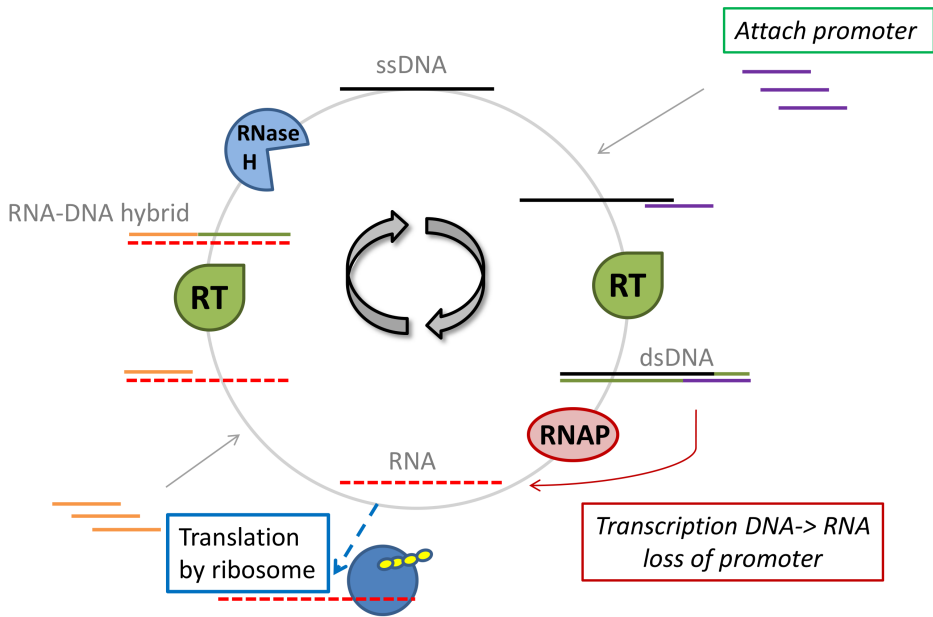 Attach promoter
ssDNA
RNase
H
RNA-DNA hybrid
RT
RT
dsDNA
RNAP
RNA
Transcription DNA-> RNA
loss of promoter
Translation
by ribosome